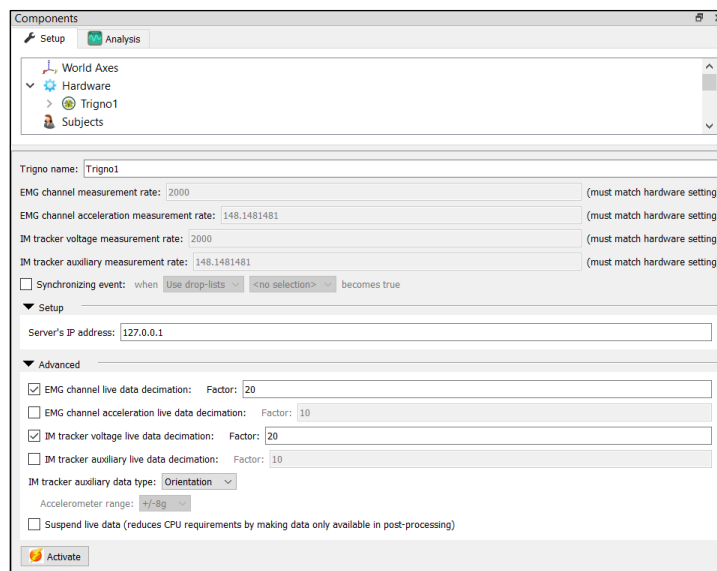 Components
Setup Analysis
World Axes
Hardware
Trigno1
Subjects
Trigno name: Trigno1
EMG channel measurement rate: 2000 (must match hardware setting
EMG channel acceleration measurement rate: 148.1481481 (must match hardware setting
IM tracker voltage measurement rate: 2000 (must match hardware setting
IM tracker auxiliary measurement rate: 148.1481481 (must match hardware setting
Synchronizing event: when Use drop-lists <no selection> becomes true
Setup
Server's IP address: 127.0.0.1
Advanced
EMG channel live data decimation: Factor: 20
EMG channel acceleration live data decimation: Factor: 10
IM tracker voltage live data decimation: Factor: 20
IM tracker auxiliary live data decimation: Factor: 10
IM tracker auxiliary data type: Orientation
Accelerometer range: +/-8g
Suspend live data (reduces CPU requirements by making data only available in post-processing)
Activate